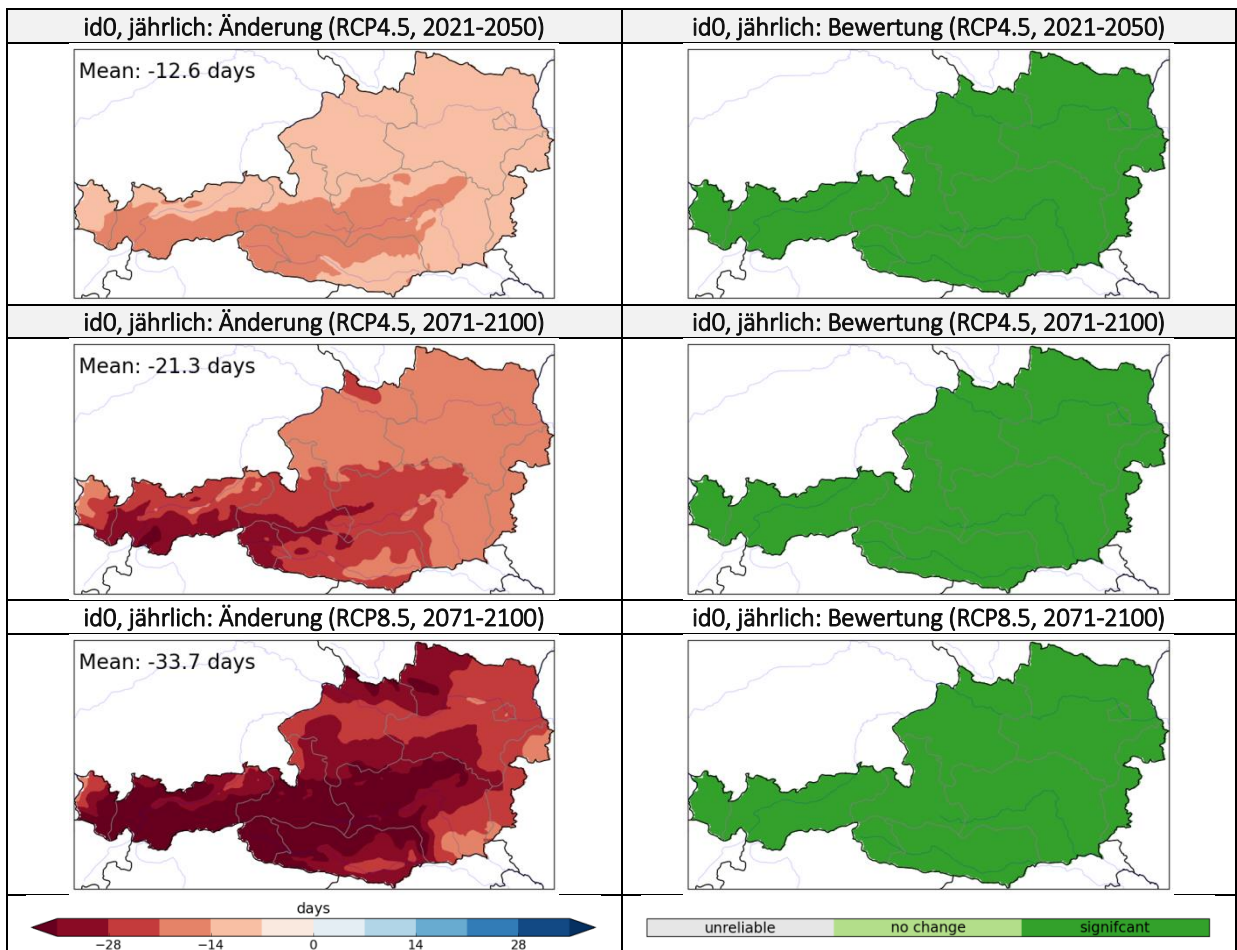 id0, jährlich: Änderung (RCP4.5, 2021-2050)
id0, jährlich: Bewertung (RCP4.5, 2021-2050)
Mean: -12.6 days
id0, jährlich: Änderung (RCP4.5, 2071-2100)
id0, jährlich: Bewertung (RCP4.5, 2071-2100)
Mean: -21.3 days
id0, jährlich: Änderung (RCP8.5, 2071-2100)
id0, jährlich: Bewertung (RCP8.5, 2071-2100)
Mean: -33.7 days
days
−28 −14 0 14 28
unreliable no change signifcant